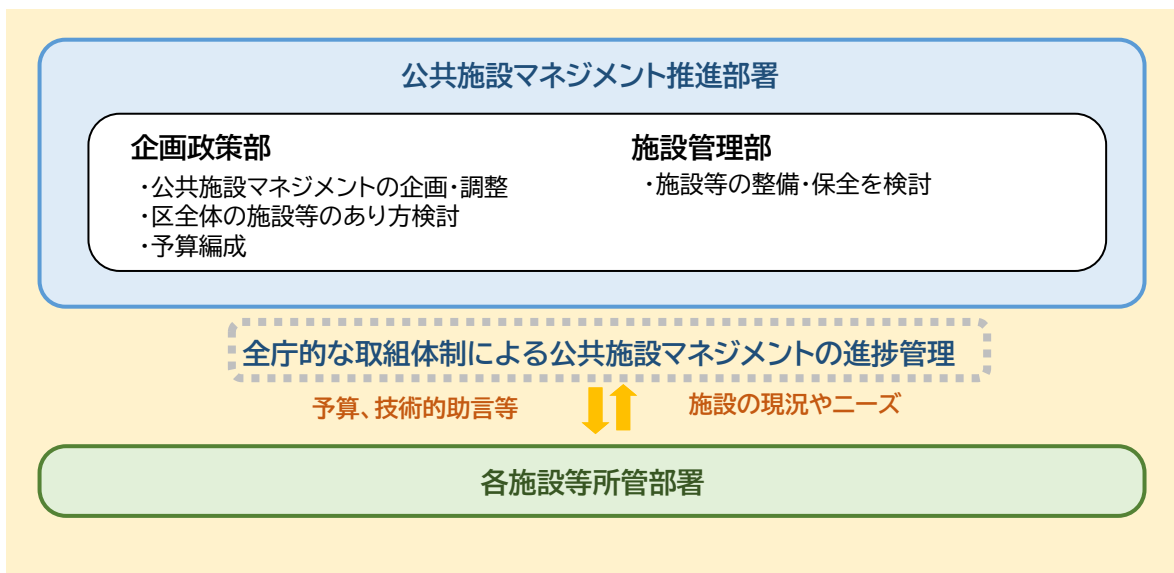 公共施設マネジメント推進部署
企画政策部
・公共施設マネジメントの企画・調整
・区全体の施設等のあり方検討
・予算編成
施設管理部
・施設等の整備・保全を検討
全庁的な取組体制による公共施設マネジメントの進捗管理
予算、技術的助言等
施設の現況やニーズ
各施設等所管部署